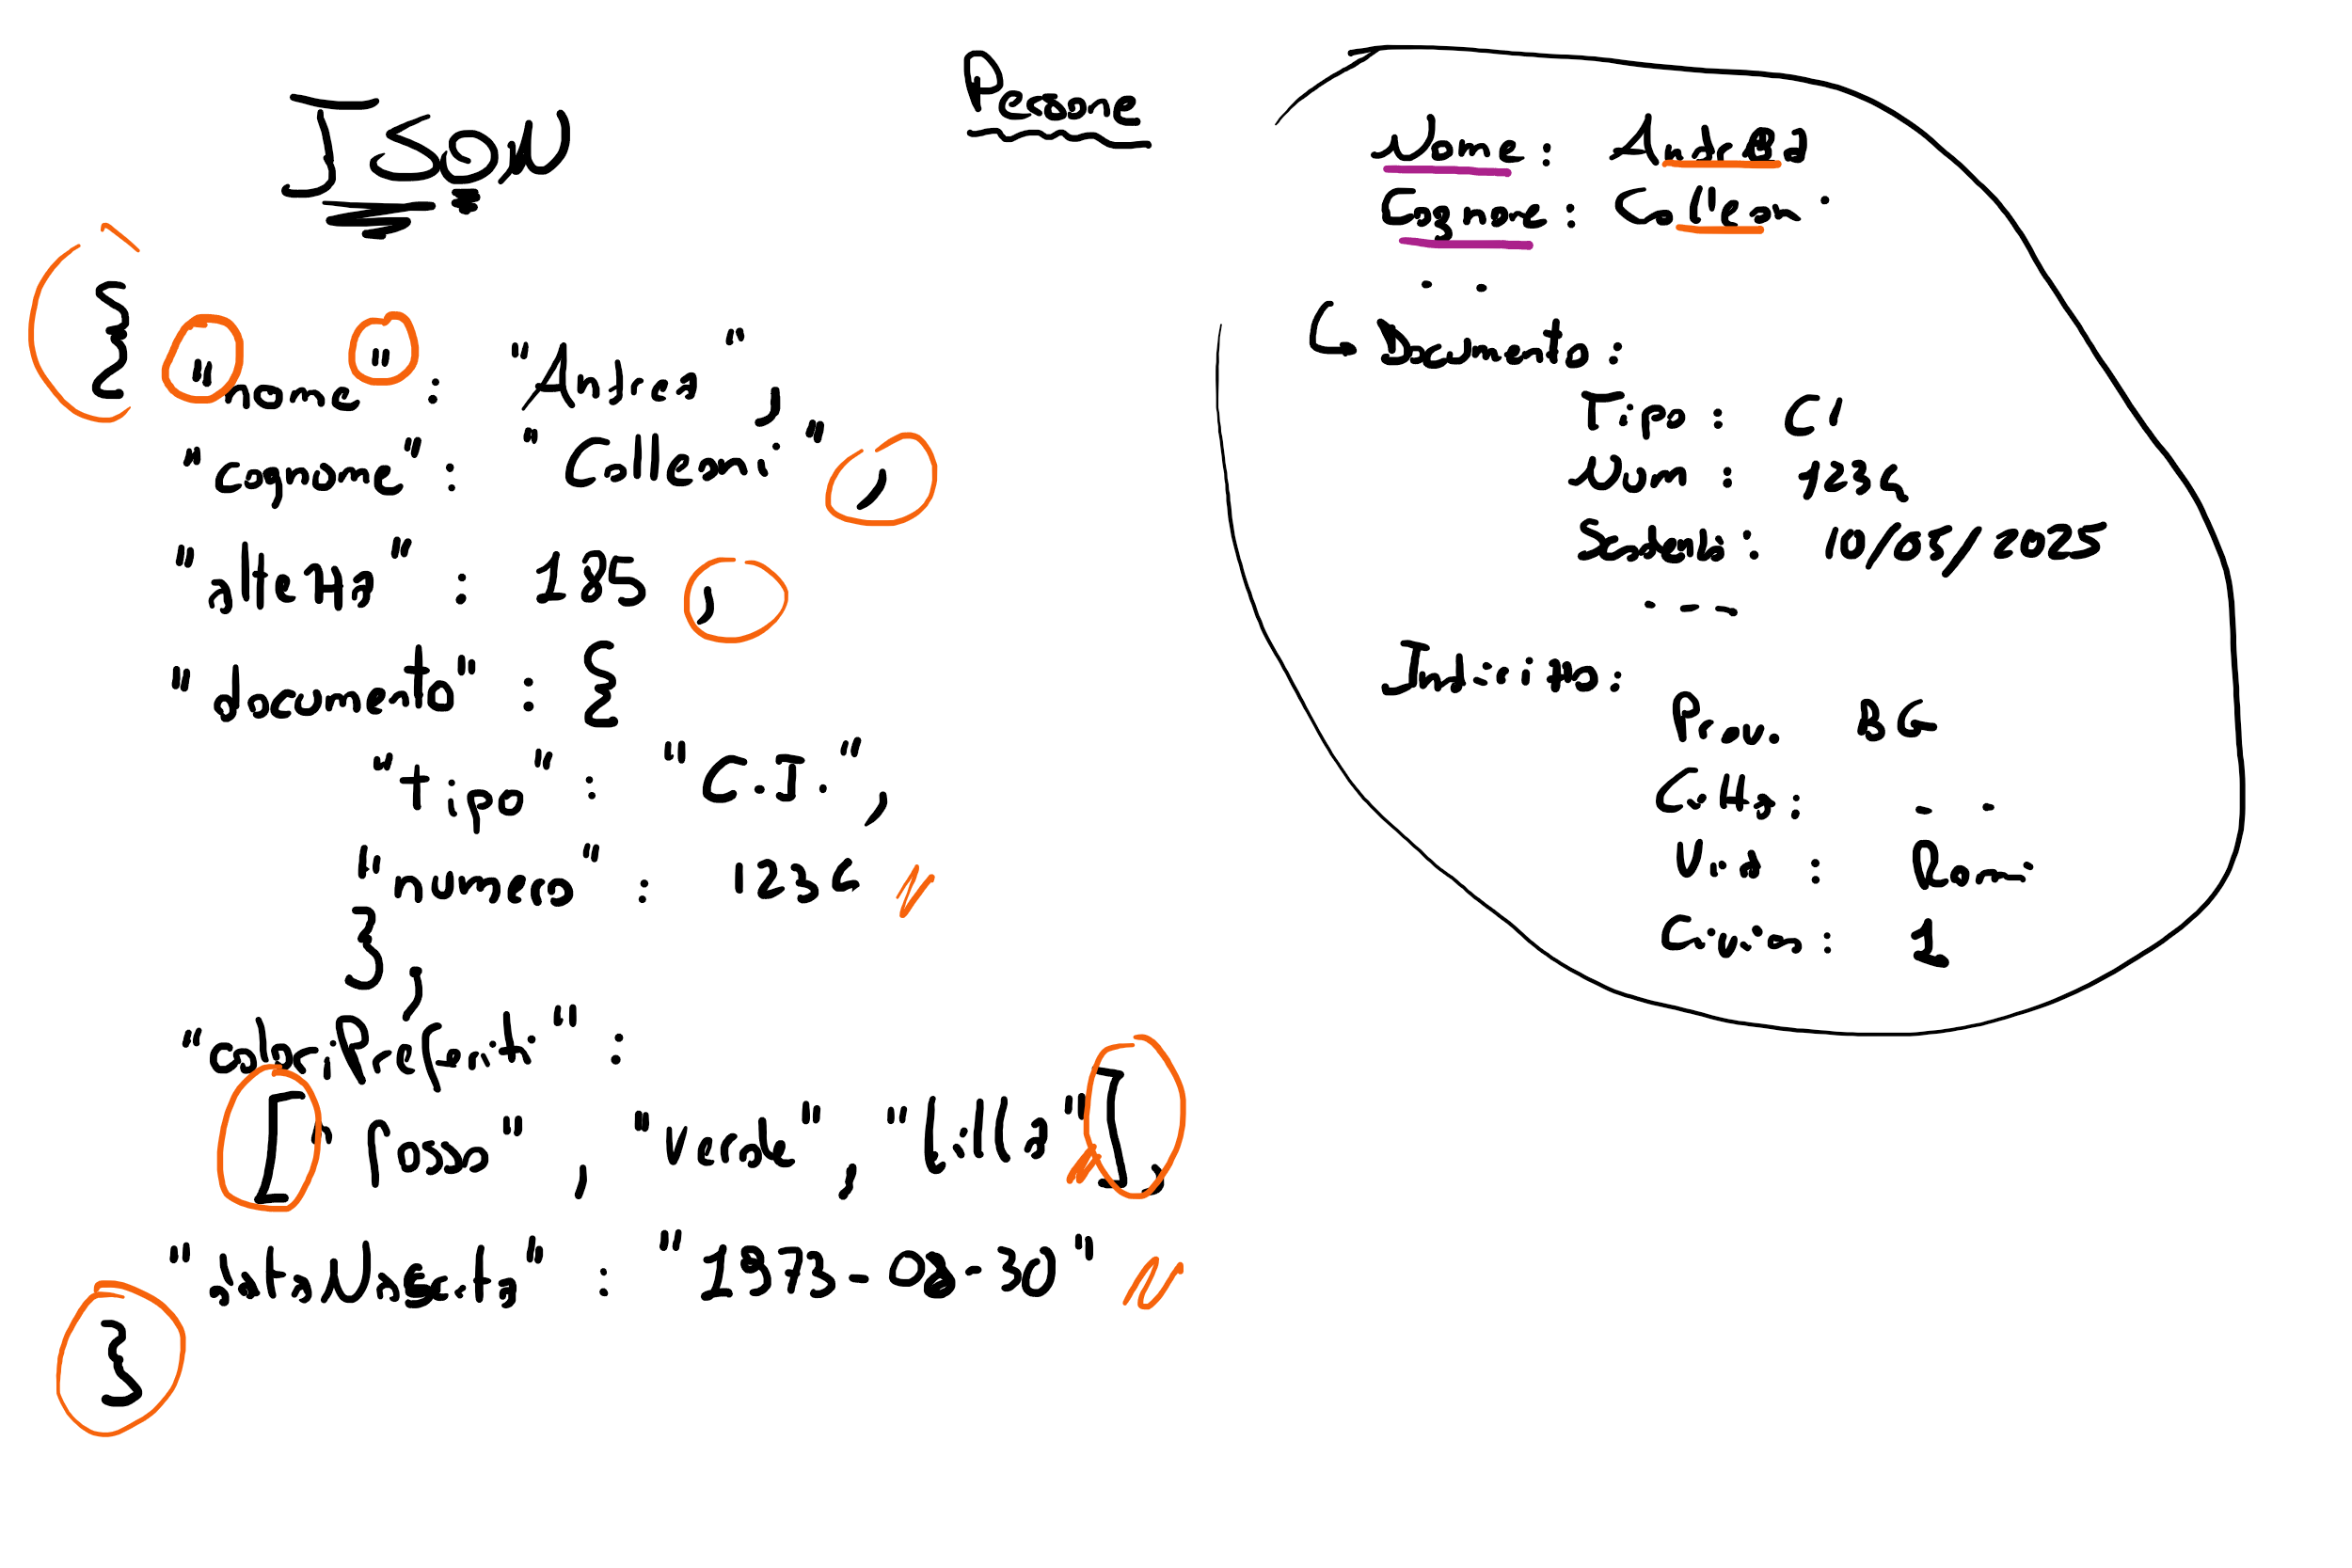 JSON
{
"nome" : "Andrea",
"cognome" : "Colleoni",
"altezza" : 185,
"documento" : {
"tipo" : "C.I.",
"numero" : 1234
},
"coloriPreferiti" :
["rosso", "Verde", "lilla"],
"dataNascita" : "1973-08-30"
}
Persone
Nome : Andrea
Cognome : Colleoni
. .
Documento :
Tipo : CI
Num : 1234
Scadenza : 10/05/2025
. - -
Indirizzo :
Prov. BG
Città : . .
Via : Roma
Civico : 1